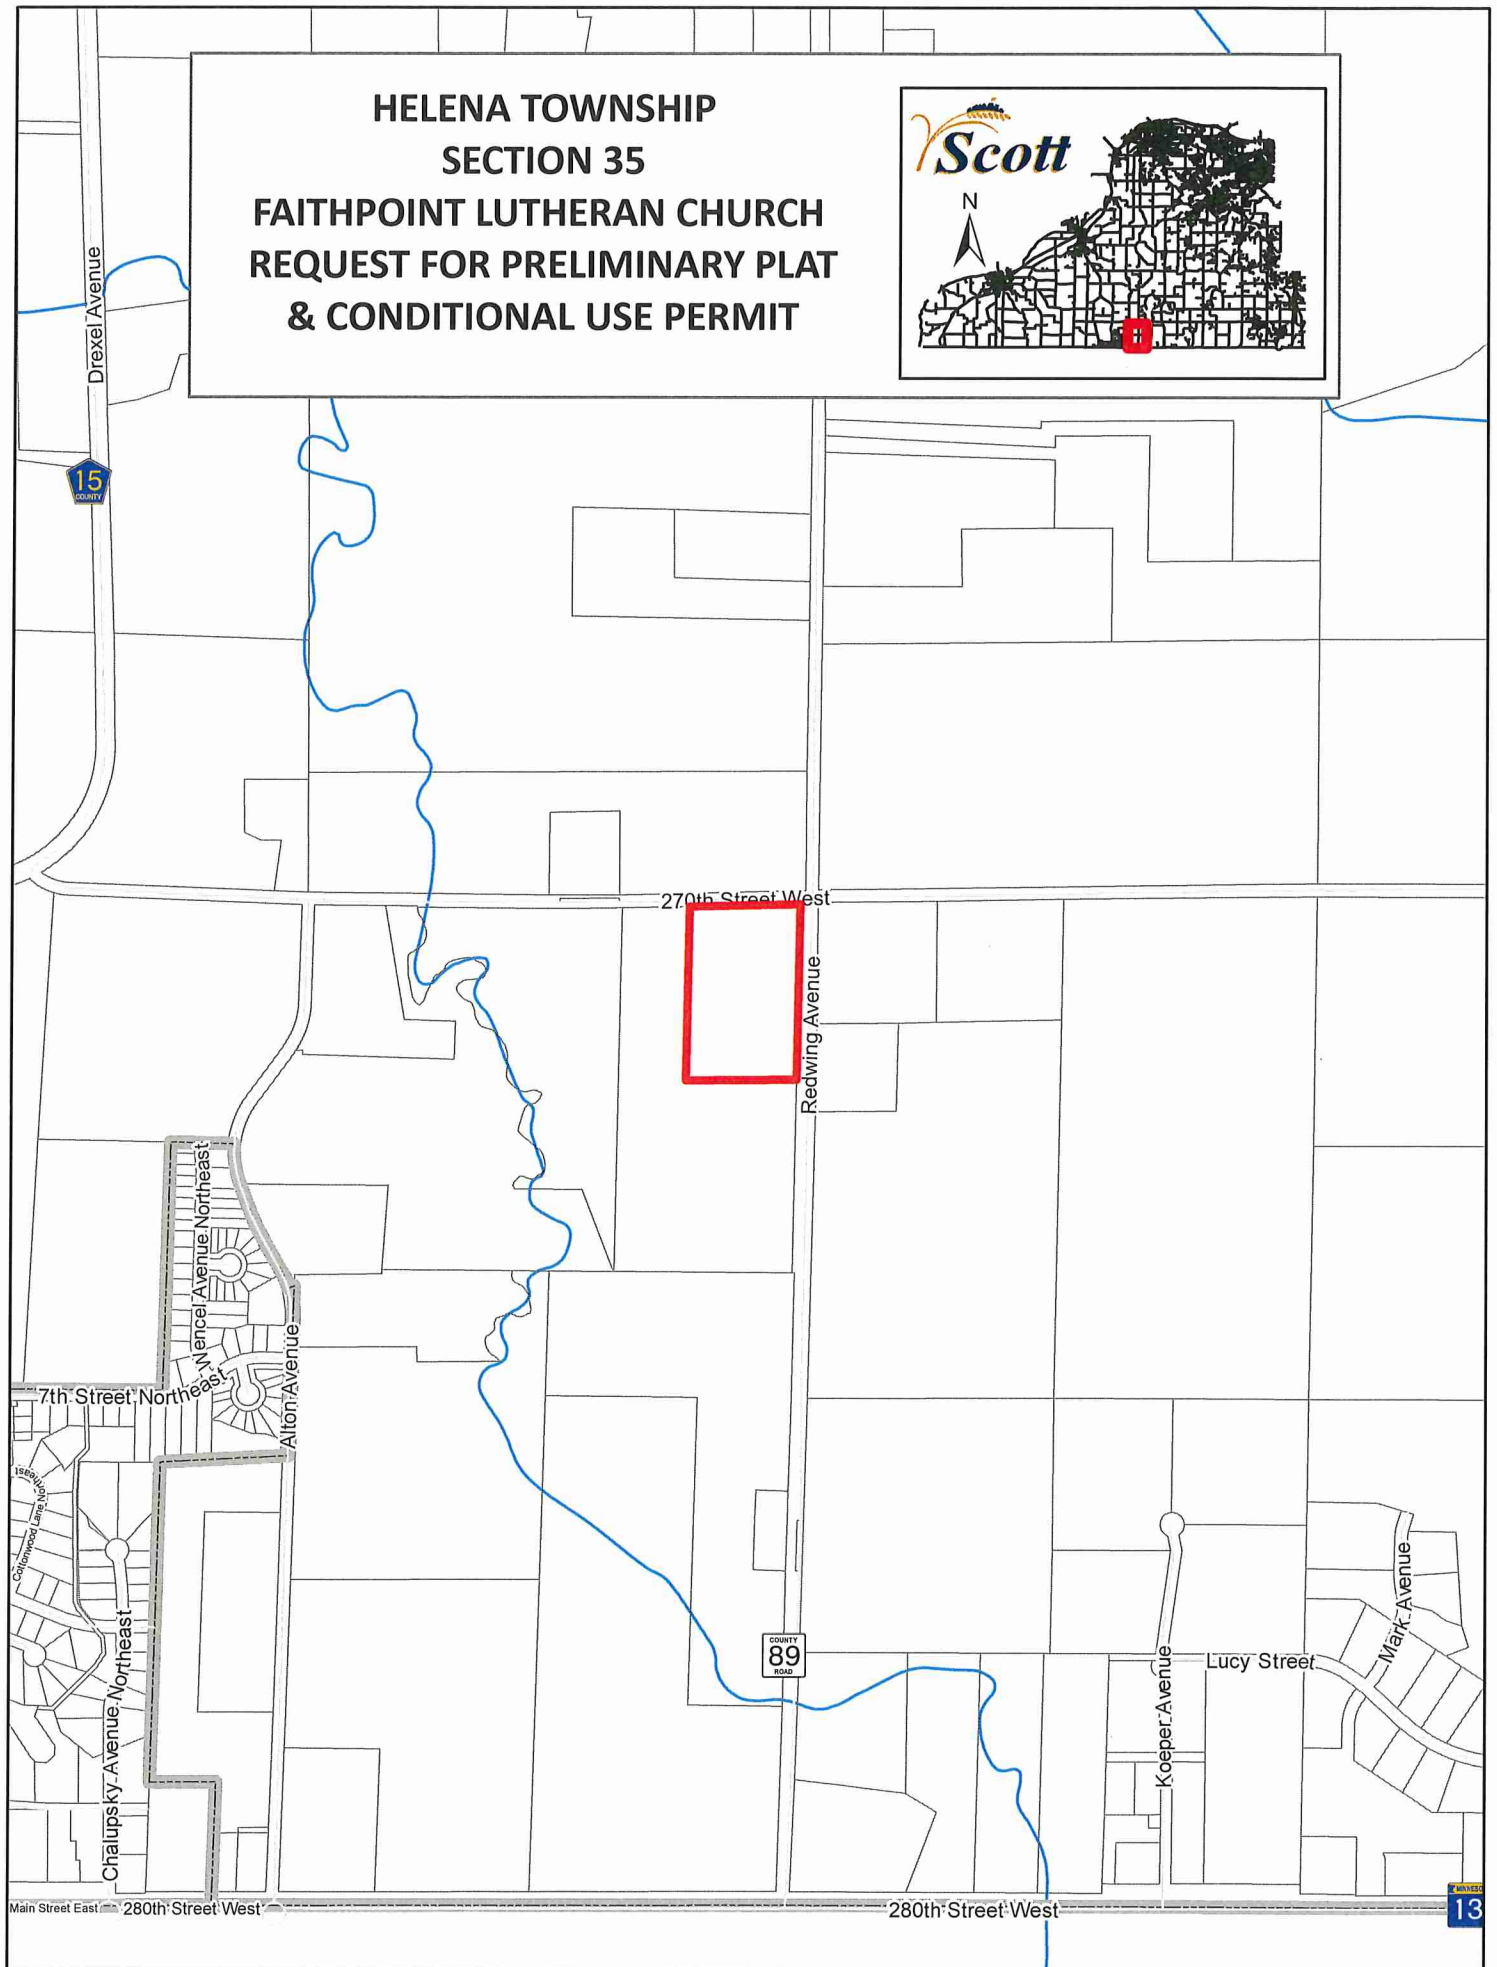 HELENA TOWNSHIP
SECTION 35
FAITHPOINT LUTHERAN CHURCH
REQUEST FOR PRELIMINARY PLAT
& CONDITIONAL USE PERMIT
Scott
N
Drexel Avenue
15
COUNTY
270th Street West
Redwing Avenue
Wencel Avenue Northeast
7th Street Northeast
Alton Avenue
Cottonwood Lane Northeast
Chalupsky Avenue Northeast
COUNTY
89
ROAD
Lucy Street
Mark Avenue
Koeper Avenue
Main Street East
280th Street West
280th Street West
13